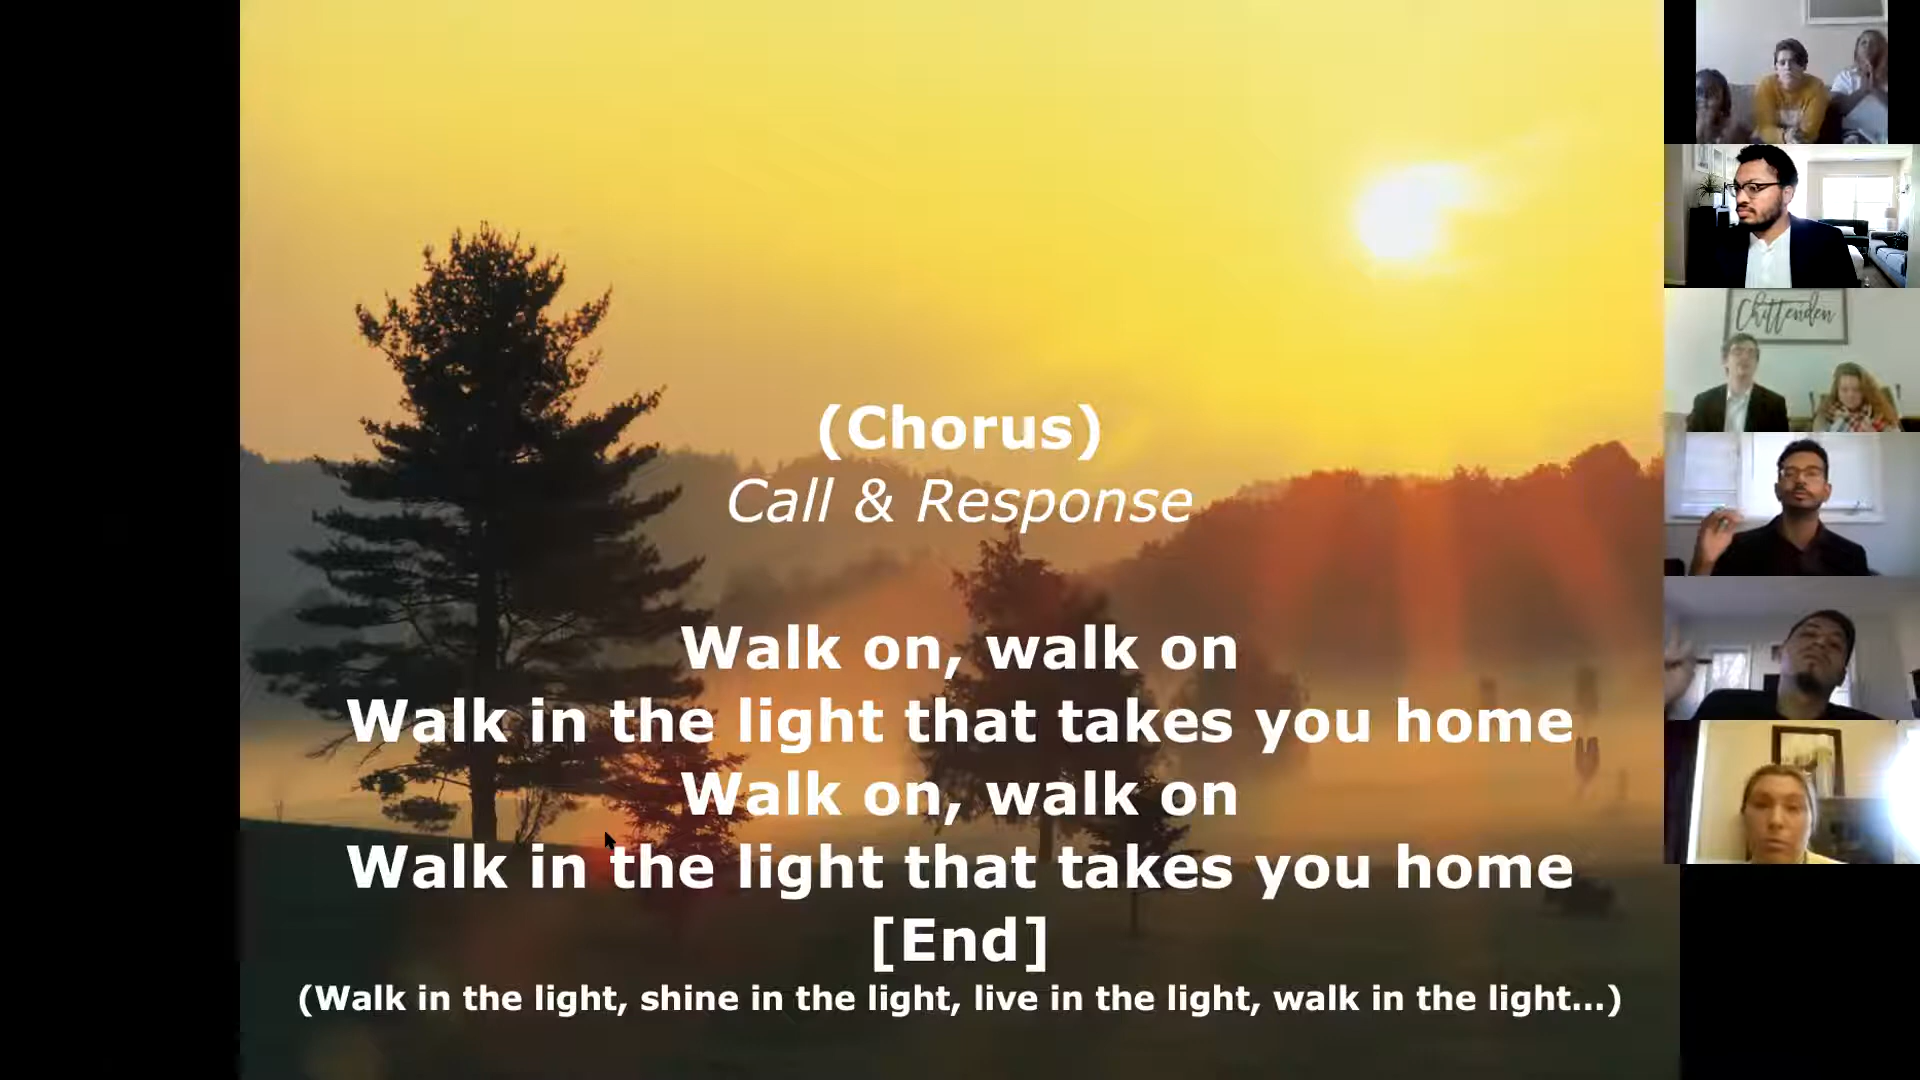 (Chorus)
Call & Response
Walk on, walk on
Walk in the light that takes you home
Walk on, walk on
Walk in the light that takes you home
[End]
(Walk in the light, shine in the light, live in the light, walk in the light...)
Chittenden